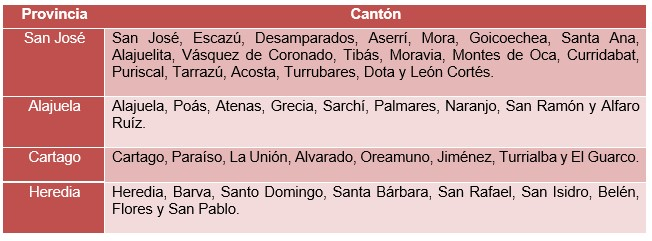 Provincia Cantón
San José San José, Escazú, Desamparados, Aserrí, Mora, Goicoechea, Santa Ana,
Alajuelita, Vásquez de Coronado, Tibás, Moravia, Montes de Oca, Curridabat,
Puriscal, Tarrazú, Acosta, Turrubares, Dota y León Cortés.
Alajuela Alajuela, Poás, Atenas, Grecia, Sarchí, Palmares, Naranjo, San Ramón y Alfaro
Ruíz.
Cartago Cartago, Paraíso, La Unión, Alvarado, Oreamuno, Jiménez, Turrialba y El Guarco.
Heredia Heredia, Barva, Santo Domingo, Santa Bárbara, San Rafael, San Isidro, Belén,
Flores y San Pablo.